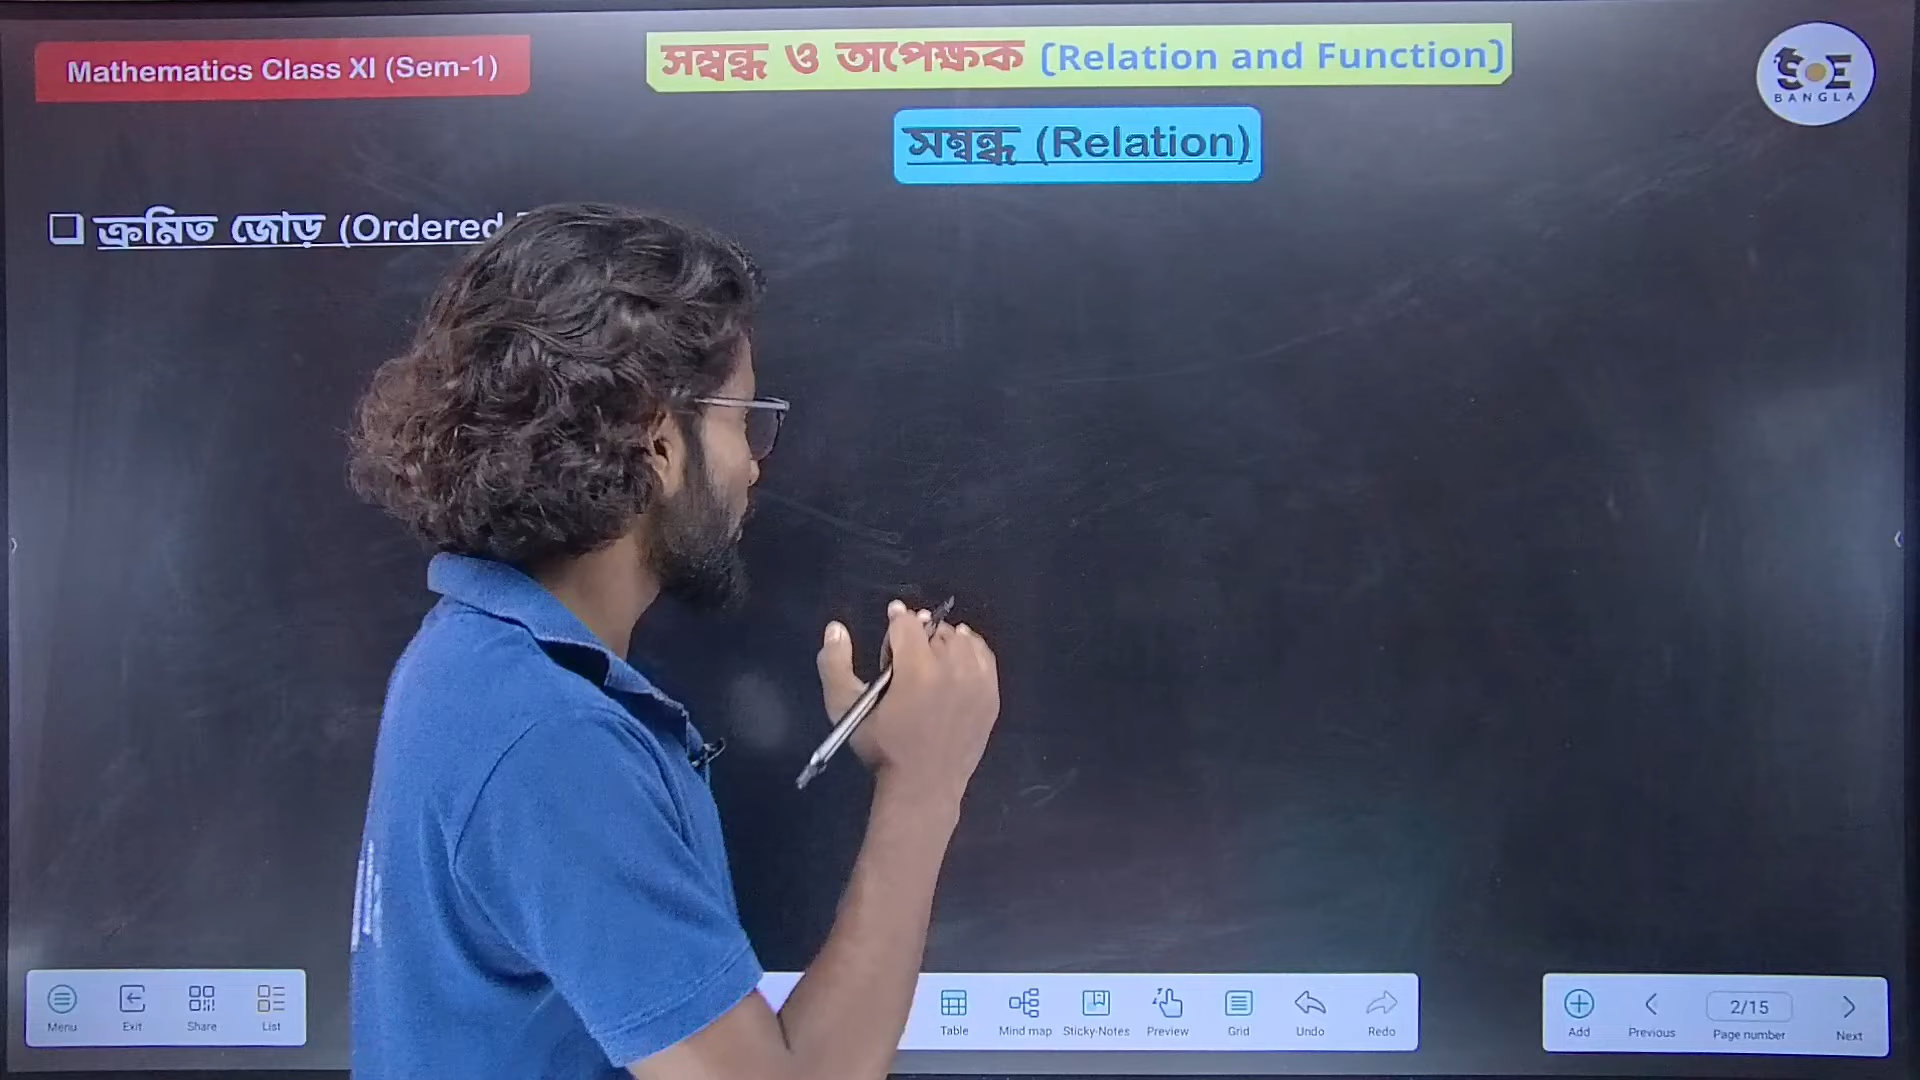 Mathematics Class XI (Sem-1)
সম্বন্ধ ও অপেক্ষক (Relation and Function)
SOE
BANGLA
সম্বন্ধ (Relation)
ক্রমিত জোড় (Ordered
Menu Exit Share List
Table Mind map Sticky-Notes Preview Grid Undo Redo
Add Previous 2/15 Page number Next